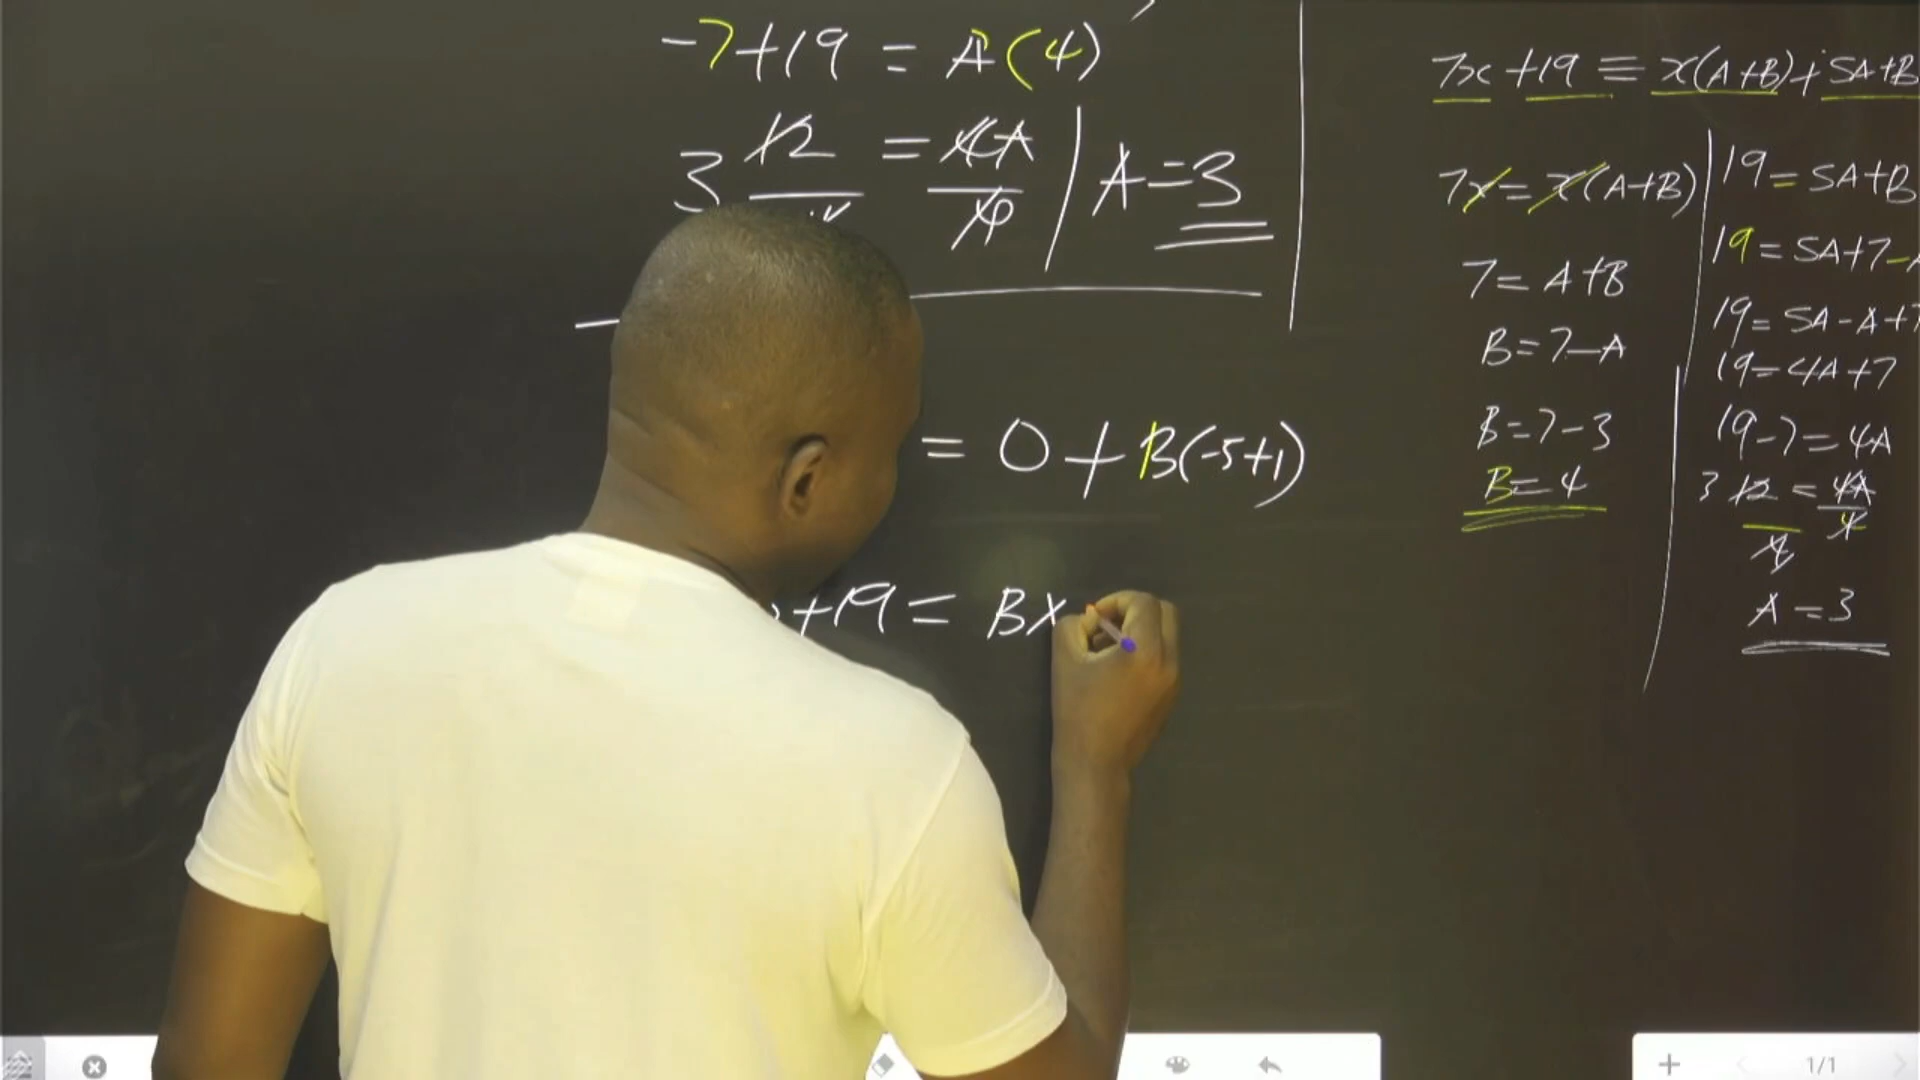 -7+19 = A(4)
3 12 = 4A | A=3
4
= 0 + B(-5+1)
+19 = BX
7x +19 ≡ x(A+B)+5A+B
7x = x(A+B)
7= A+B
B=7-A
B=7-3
B=4
19=5A+B
19=5A+7-A
19=5A-A+7
19=4A+7
19-7=4A
3 12 = 4A
4 4
A=3
1/1